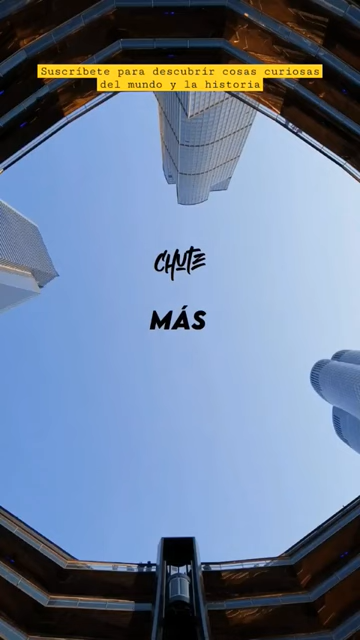 Suscríbete para descubrir cosas curiosas
del mundo y la historia
CHUTE
MÁS